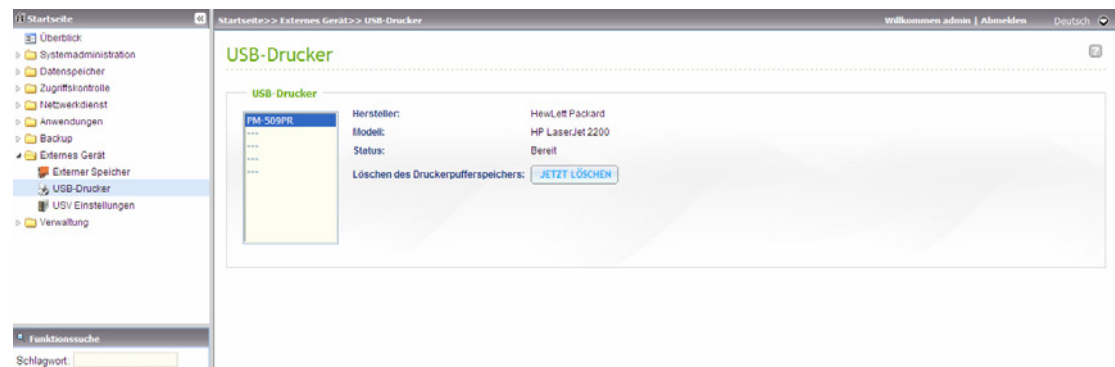 Startseite
Startseite>> Externes Gerät>> USB-Drucker
Willkommen admin | Abmelden
Deutsch
Überblick
Systemadministration
Datenspeicher
Zugriffskontrolle
Netzwerkdienst
Anwendungen
Backup
Externes Gerät
Externer Speicher
USB-Drucker
USV Einstellungen
Verwaltung
Funktionssuche
Schlagwort:
USB-Drucker
USB-Drucker
PM-509PR
---
---
---
---
Hersteller: HewLett Packard
Modell: HP LaserJet 2200
Status: Bereit
Löschen des Druckerpufferspeichers: JETZT LÖSCHEN